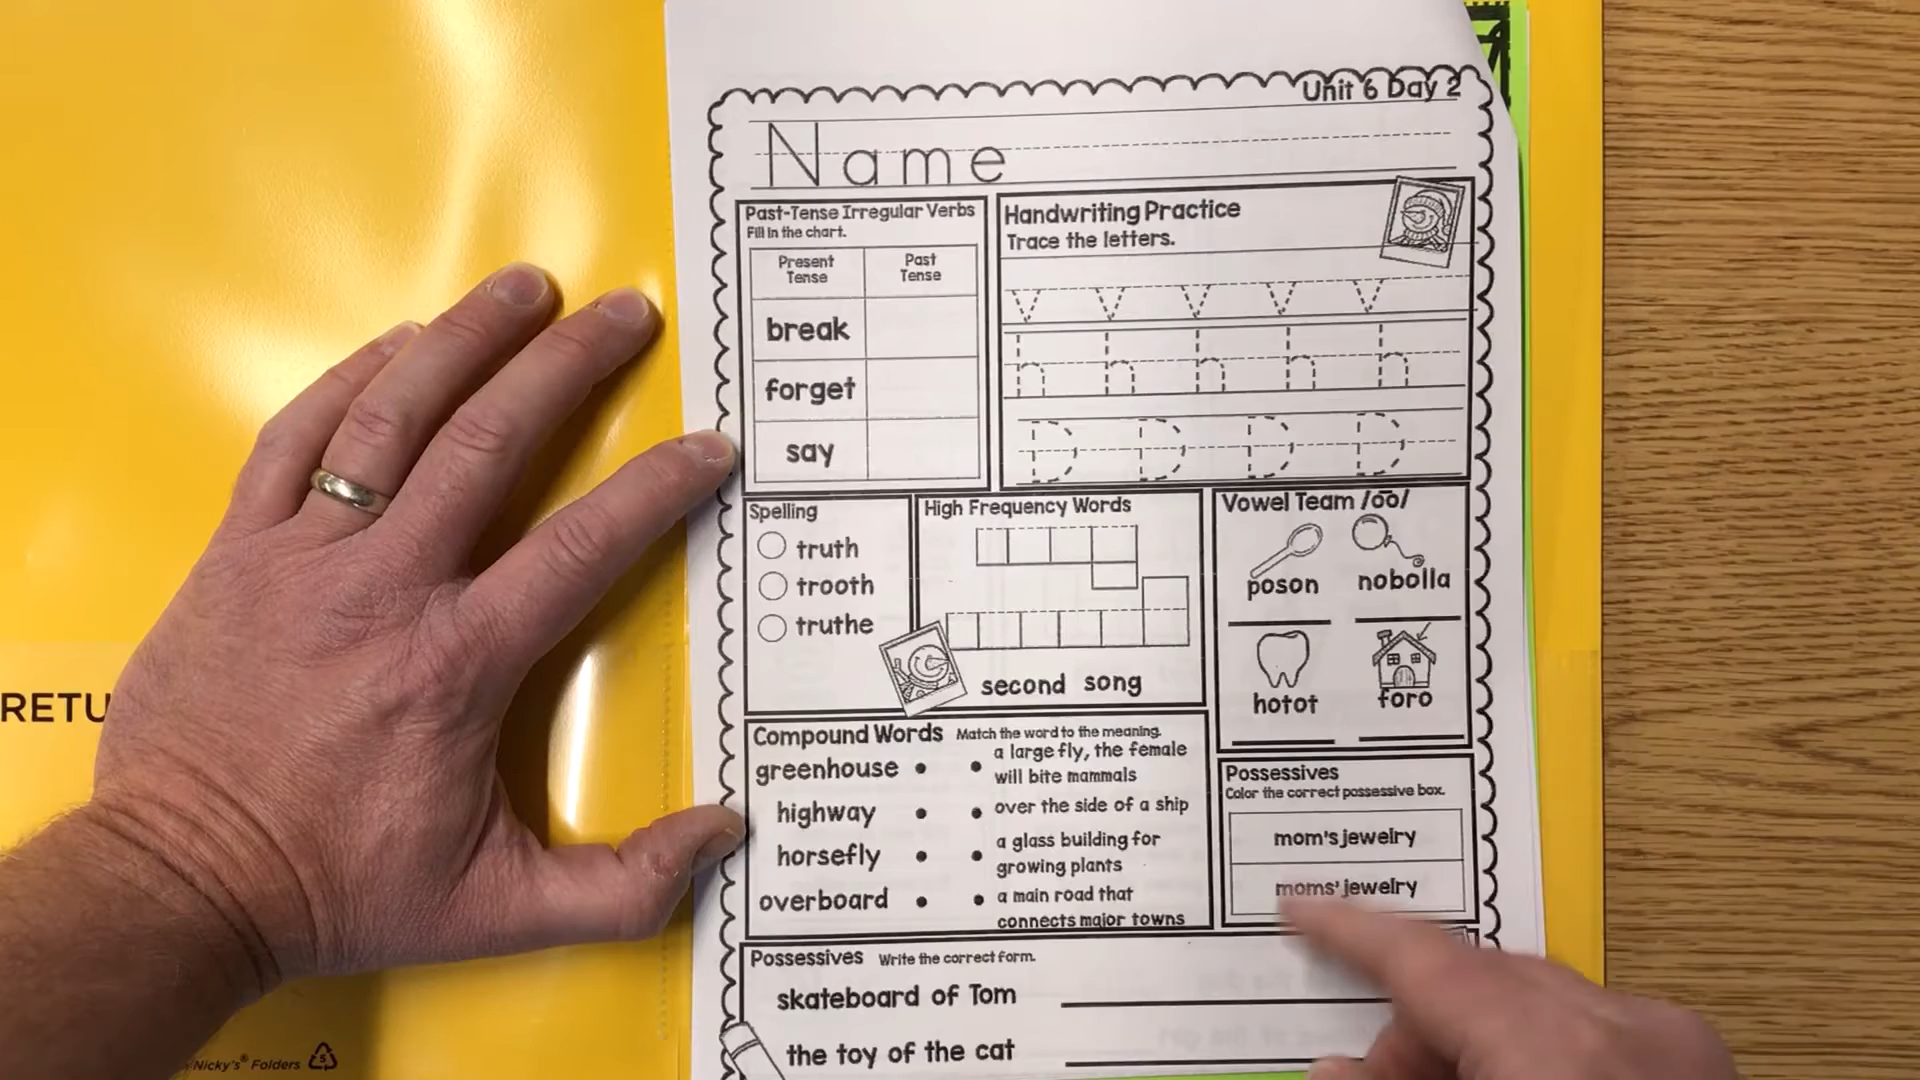 Unit 6 Day 2
Name
Past-Tense Irregular Verbs
Fill in the chart.
Present Tense
Past Tense
break
forget
say
Handwriting Practice
Trace the letters.
v v v v v
h h h h h
D D D D
Spelling
truth
trooth
truthe
High Frequency Words
second song
Vowel Team /oo/
poson
nobolla
hotot
foro
Compound Words Match the word to the meaning.
greenhouse
highway
horsefly
overboard
a large fly, the female
will bite mammals
over the side of a ship
a glass building for
growing plants
a main road that
connects major towns
Possessives
Color the correct possessive box.
mom's jewelry
moms' jewelry
Possessives Write the correct form.
skateboard of Tom
the toy of the cat
RETU
Nicky's® Folders
5